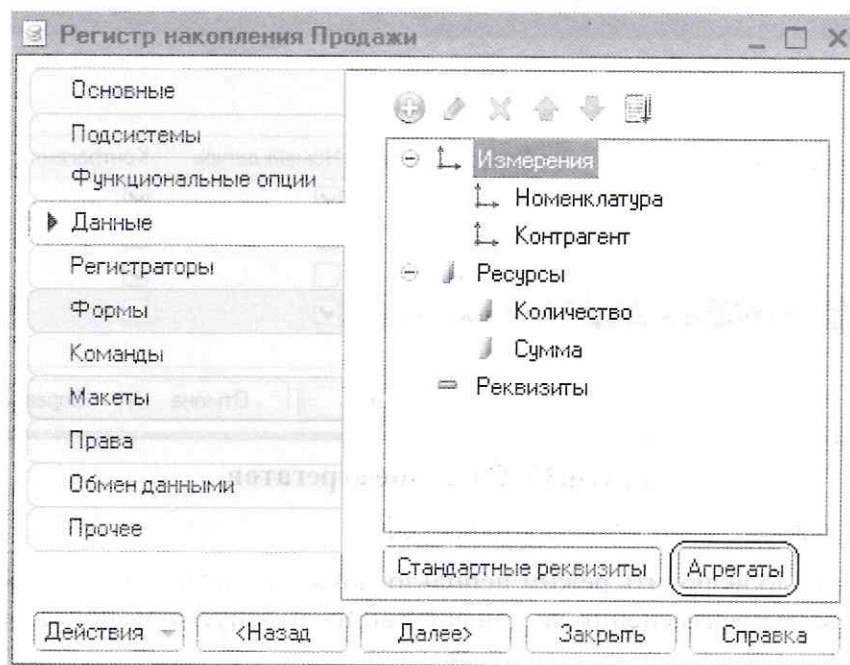 Регистр накопления Продажи
Основные
Подсистемы
Функциональные опции
Данные
Регистраторы
Формы
Команды
Макеты
Права
Обмен данными
Прочее
Измерения
Номенклатура
Контрагент
Ресурсы
Количество
Сумма
Реквизиты
Стандартные реквизиты
Агрегаты
Действия
<Назад
Далее>
Закрыть
Справка